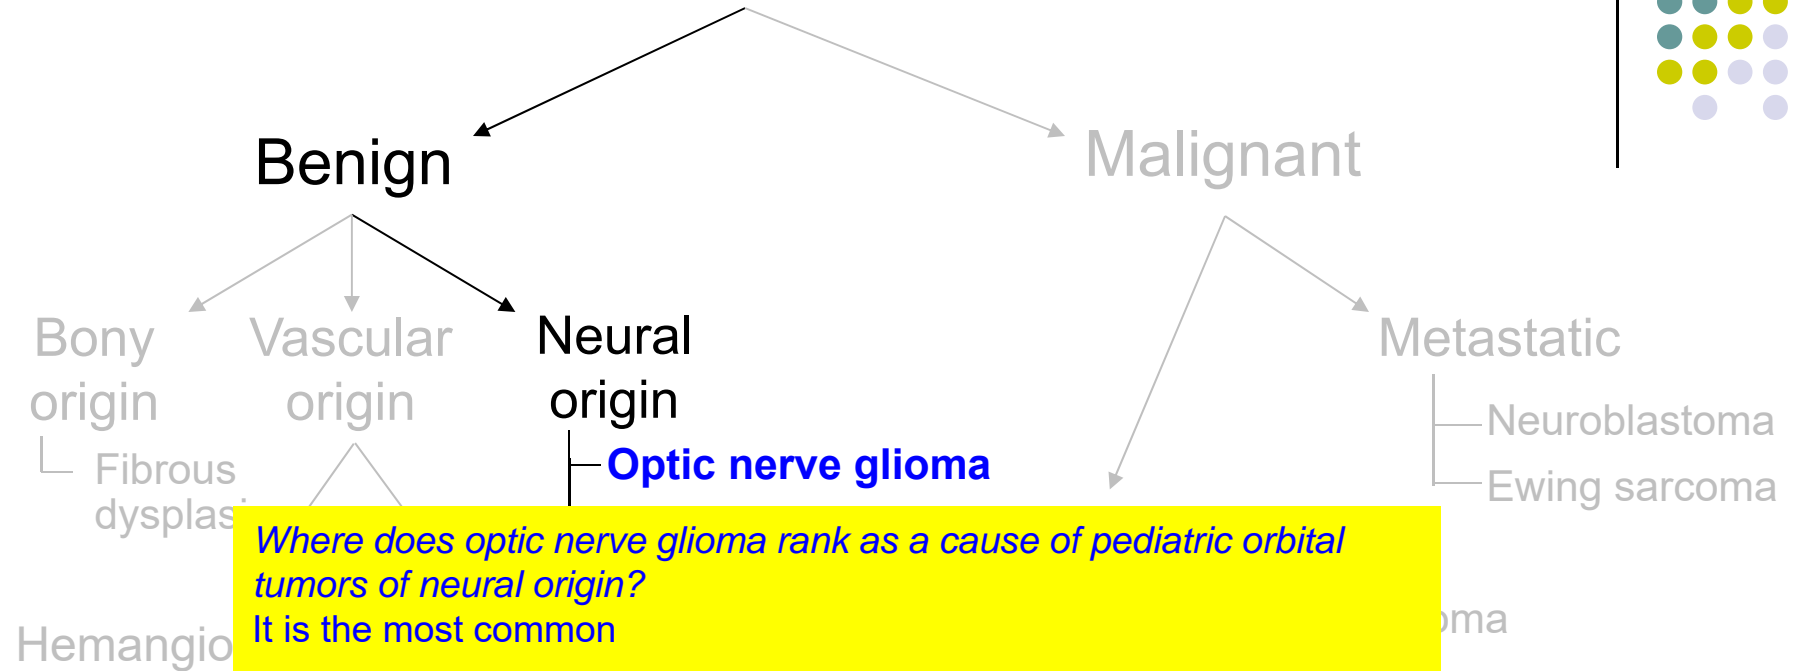 Benign
Malignant
Bony
origin
Vascular
origin
Neural
origin
Metastatic
Fibrous
Optic nerve glioma
Neuroblastoma
Ewing sarcoma
Where does optic nerve glioma rank as a cause of pediatric orbital
tumors of neural origin?
It is the most common